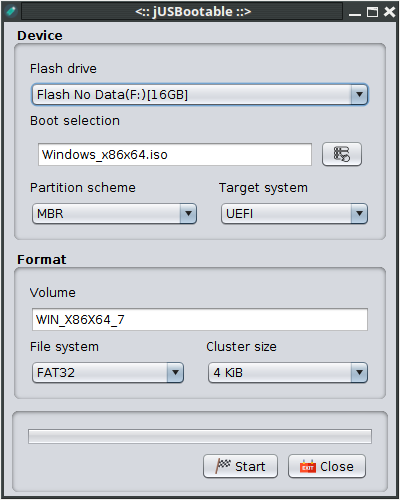 <:: jUSBootable ::>
Device
Flash drive
Flash No Data(F:)[16GB]
Boot selection
Windows_x86x64.iso
Partition scheme Target system
MBR UEFI
Format
Volume
WIN_X86X64_7
File system Cluster size
FAT32 4 KiB
Start EXIT Close